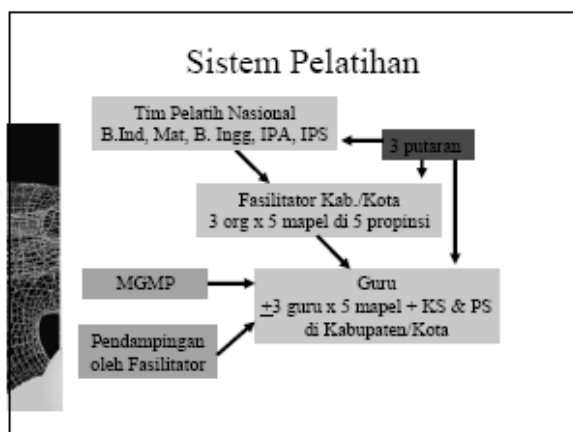 Sistem Pelatihan
Tim Pelatih Nasional
B.Ind, Mat, B. Ingg, IPA, IPS
3 putaran
Fasilitator Kab./Kota
3 org x 5 mapel di 5 propinsi
MGMP
Guru
+3 guru x 5 mapel + KS & PS
di Kabupaten/Kota
Pendampingan
oleh Fasilitator